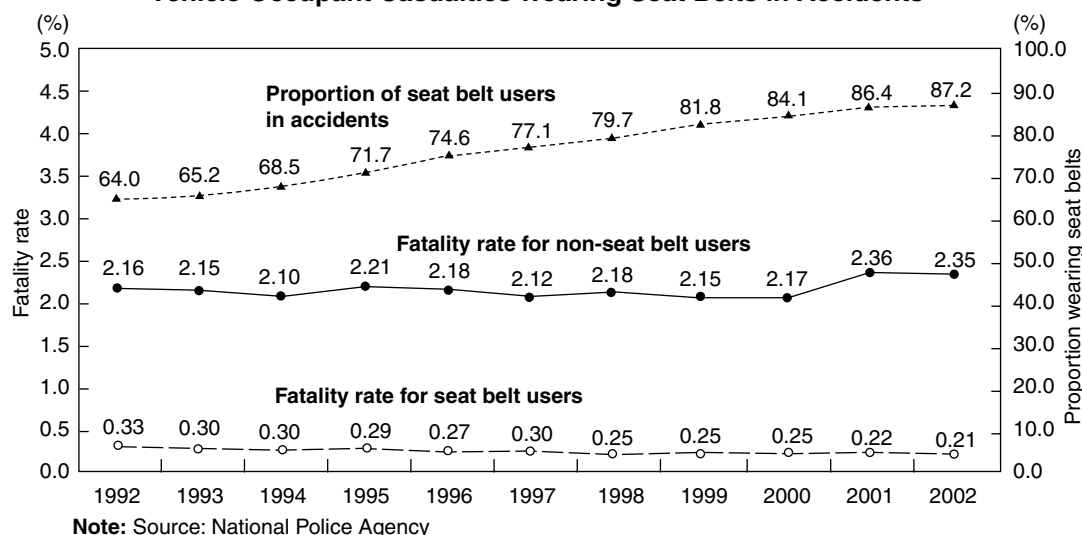 Vehicle Occupant Casualties Wearing Seat Belts in Accidents
(%)
(%)
5.0
4.5
4.0
3.5
3.0
2.5
2.0
1.5
1.0
0.5
0.0
Fatality rate
100.0
90.0
80.0
70.0
60.0
50.0
40.0
30.0
20.0
10.0
0.0
Proportion wearing seat belts
Proportion of seat belt users
in accidents
64.0 65.2 68.5 71.7 74.6 77.1 79.7 81.8 84.1 86.4 87.2
Fatality rate for non-seat belt users
2.16 2.15 2.10 2.21 2.18 2.12 2.18 2.15 2.17 2.36 2.35
Fatality rate for seat belt users
0.33 0.30 0.30 0.29 0.27 0.30 0.25 0.25 0.25 0.22 0.21
1992 1993 1994 1995 1996 1997 1998 1999 2000 2001 2002
Note: Source: National Police Agency